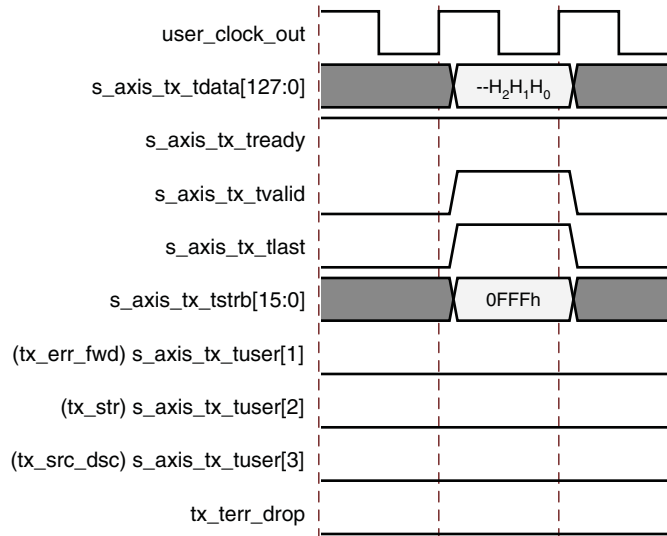 user_clock_out
s_axis_tx_tdata[127:0]
--H₂H₁H₀
s_axis_tx_tready
s_axis_tx_tvalid
s_axis_tx_tlast
s_axis_tx_tstrb[15:0]
0FFFh
(tx_err_fwd) s_axis_tx_tuser[1]
(tx_str) s_axis_tx_tuser[2]
(tx_src_dsc) s_axis_tx_tuser[3]
tx_terr_drop